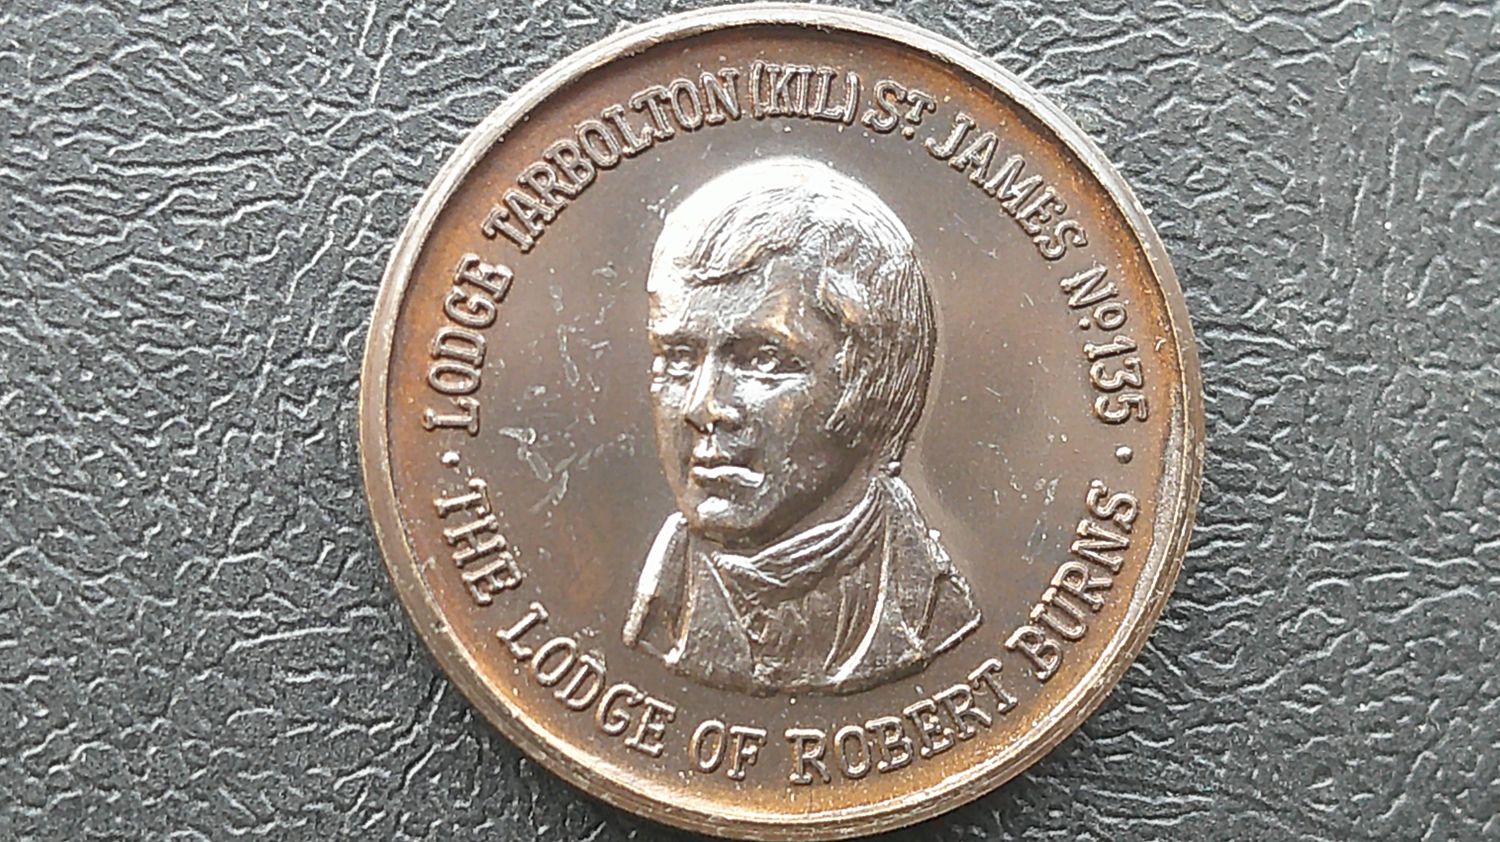 LODGE TARBOLTON (KIL) ST. JAMES No. 135
THE LODGE OF ROBERT BURNS